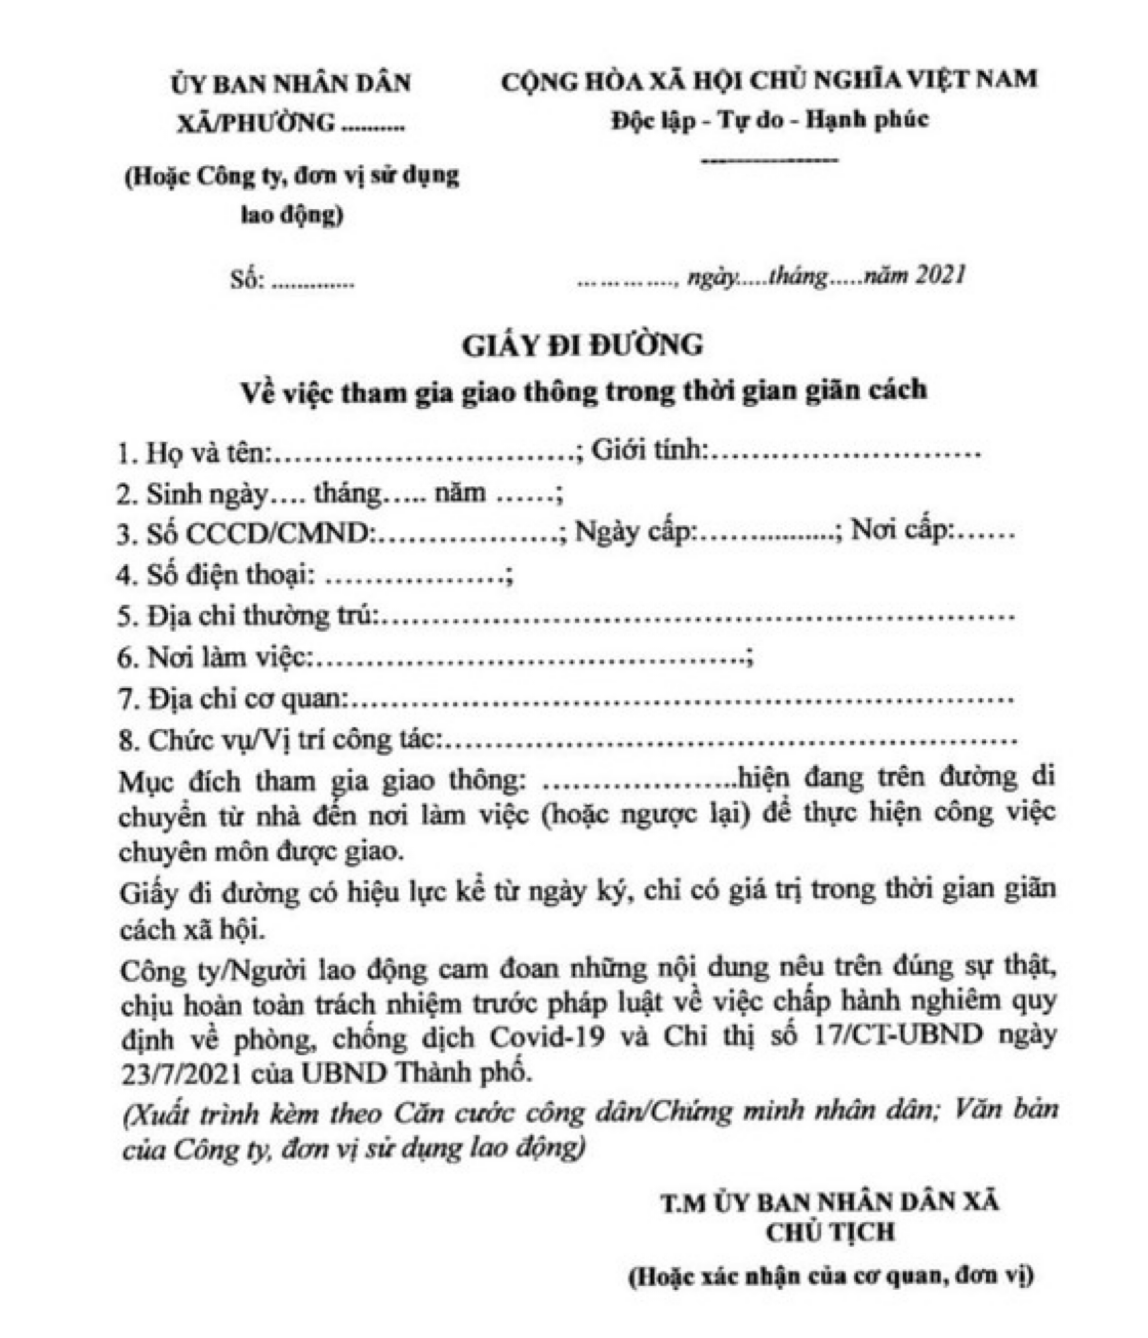 ỦY BAN NHÂN DÂN
XÃ/PHƯỜNG ..........
(Hoặc Công ty, đơn vị sử dụng
lao động)
Số: .............
CỘNG HÒA XÃ HỘI CHỦ NGHĨA VIỆT NAM
Độc lập - Tự do - Hạnh phúc
---------------
... ... ... ...., ngày.....tháng.....năm 2021
GIẤY ĐI ĐƯỜNG
Về việc tham gia giao thông trong thời gian giãn cách
1. Họ và tên:................................; Giới tính:.............................
2. Sinh ngày.... tháng..... năm ......;
3. Số CCCD/CMND:...................; Ngày cấp:.................; Nơi cấp:......
4. Số điện thoại: ...................;
5. Địa chỉ thường trú:....................................................................
6. Nơi làm việc:..............................................;
7. Địa chỉ cơ quan:.......................................................................
8. Chức vụ/Vị trí công tác:.............................................................
Mục đích tham gia giao thông: .....................hiện đang trên đường di
chuyển từ nhà đến nơi làm việc (hoặc ngược lại) để thực hiện công việc
chuyên môn được giao.
Giấy đi đường có hiệu lực kể từ ngày ký, chỉ có giá trị trong thời gian giãn
cách xã hội.
Công ty/Người lao động cam đoan những nội dung nêu trên đúng sự thật,
chịu hoàn toàn trách nhiệm trước pháp luật về việc chấp hành nghiêm quy
định về phòng, chống dịch Covid-19 và Chỉ thị số 17/CT-UBND ngày
23/7/2021 của UBND Thành phố.
(Xuất trình kèm theo Căn cước công dân/Chứng minh nhân dân; Văn bản
của Công ty, đơn vị sử dụng lao động)
T.M ỦY BAN NHÂN DÂN XÃ
CHỦ TỊCH
(Hoặc xác nhận của cơ quan, đơn vị)